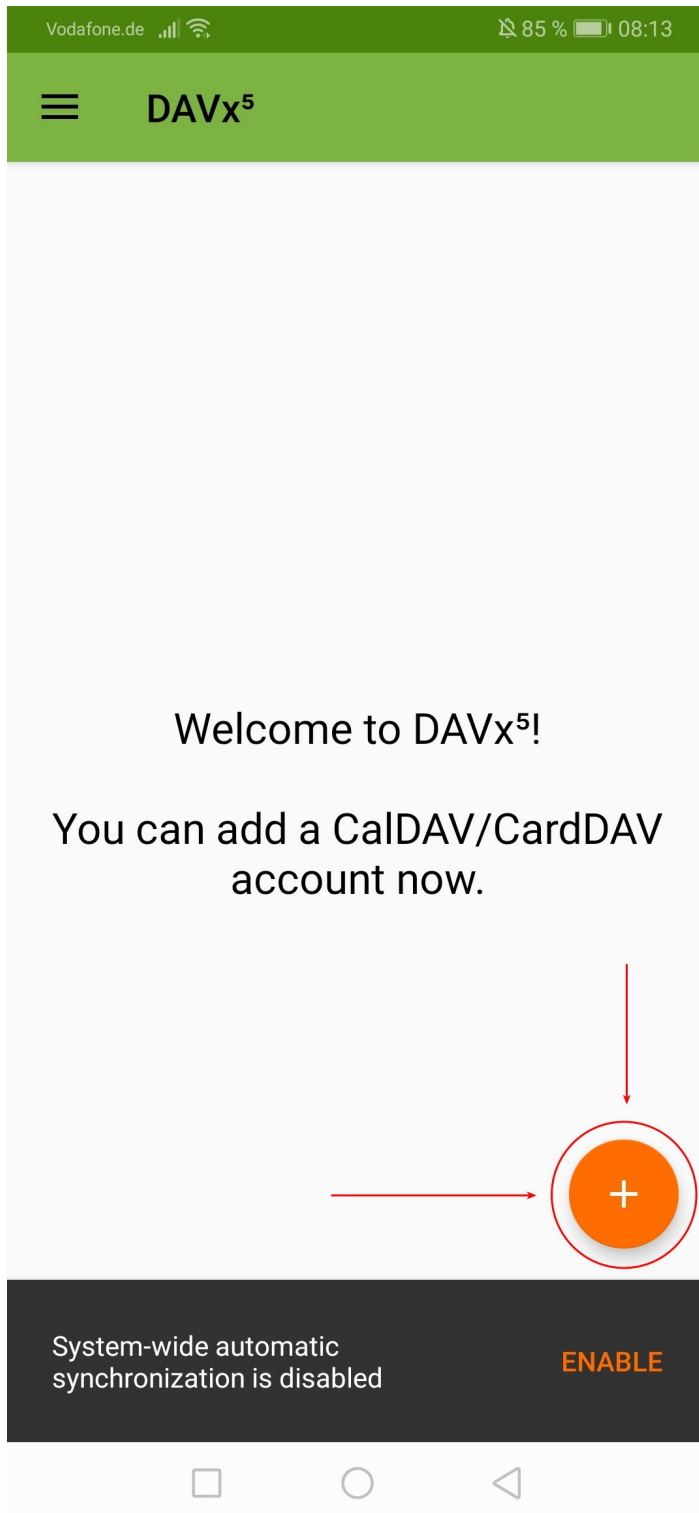 Vodafone.de 85 % 08:13
DAVx⁵
Welcome to DAVx⁵!
You can add a CalDAV/CardDAV
account now.
+
System-wide automatic
synchronization is disabled
ENABLE